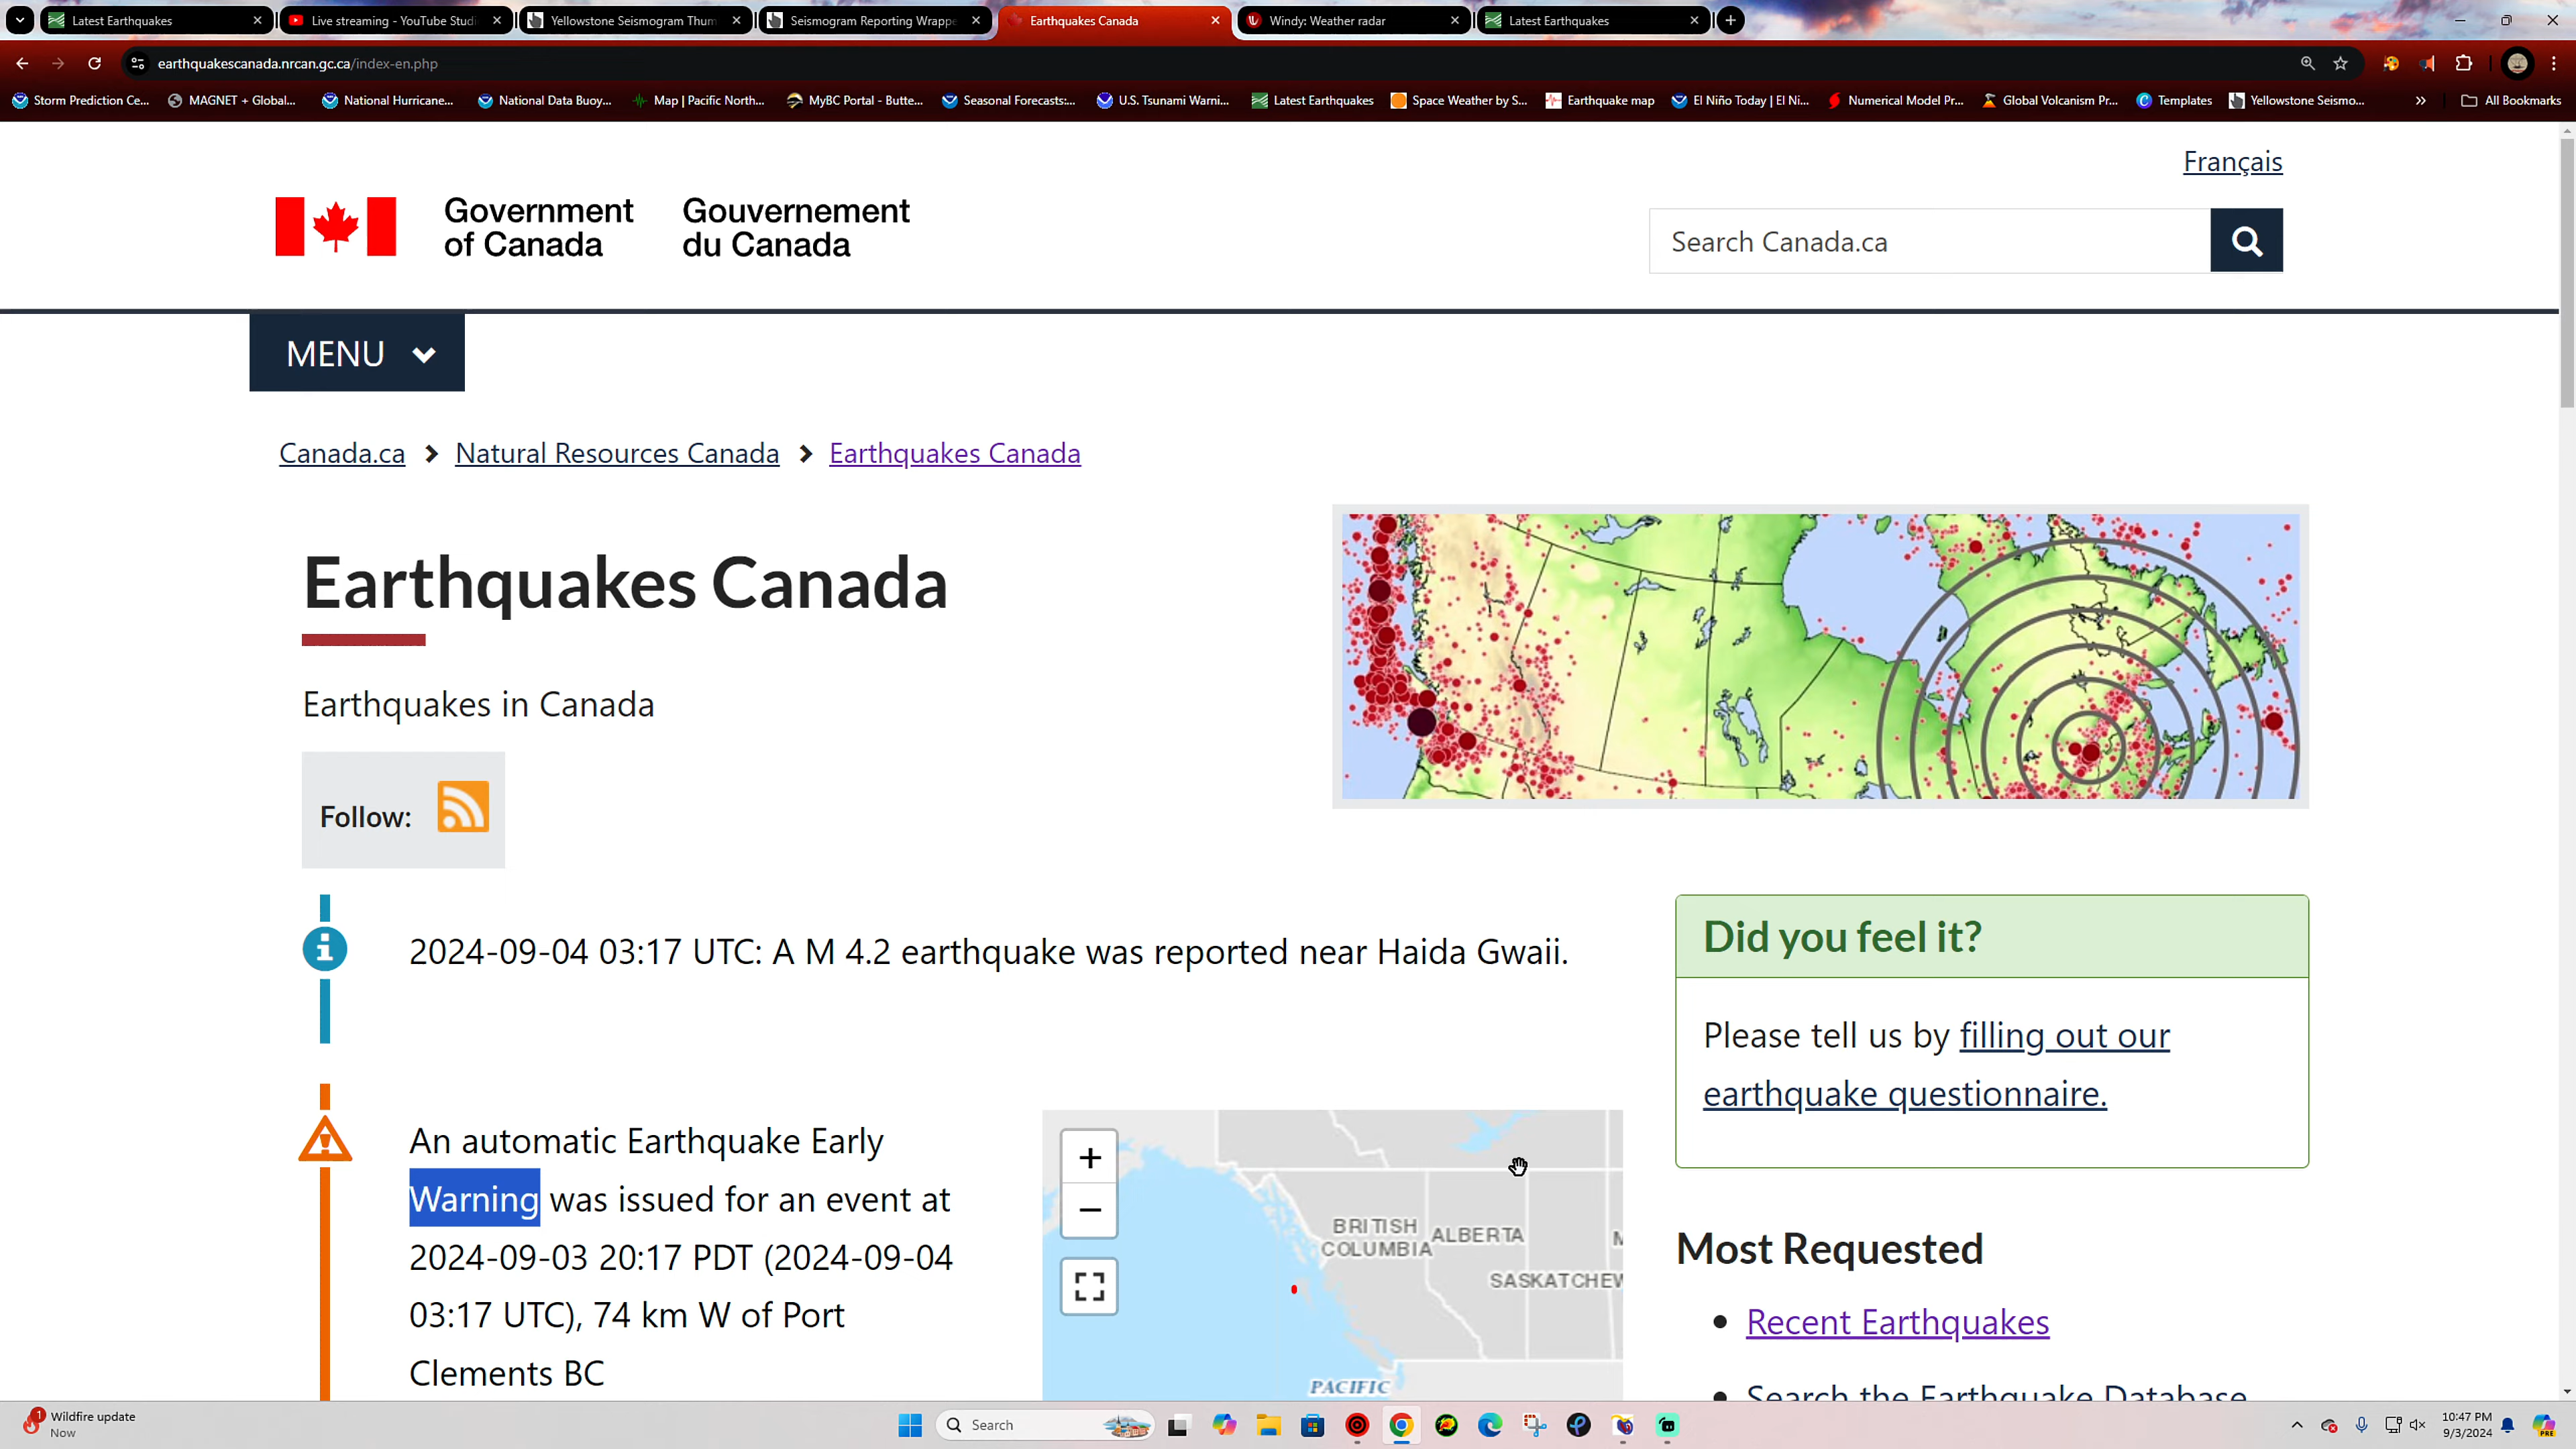 Latest Earthquakes
Live streaming - YouTube Studi
Yellowstone Seismogram Thum
Seismogram Reporting Wrappe
Earthquakes Canada
Windy: Weather radar
Latest Earthquakes
earthquakescanada.nrcan.gc.ca/index-en.php
Storm Prediction Ce...
MAGNET + Global...
National Hurricane...
National Data Buoy...
Map | Pacific North...
MyBC Portal - Butte...
Seasonal Forecasts:...
U.S. Tsunami Warni...
Latest Earthquakes
Space Weather by S...
Earthquake map
El Niño Today | El Ni...
Numerical Model Pr...
Global Volcanism Pr...
Templates
Yellowstone Seismo...
»
All Bookmarks
Français
Government
of Canada
Gouvernement
du Canada
Search Canada.ca
MENU
Canada.ca > Natural Resources Canada > Earthquakes Canada
Earthquakes Canada
Earthquakes in Canada
Follow:
2024-09-04 03:17 UTC: A M 4.2 earthquake was reported near Haida Gwaii.
An automatic Earthquake Early
Warning was issued for an event at
2024-09-03 20:17 PDT (2024-09-04
03:17 UTC), 74 km W of Port
Clements BC
+
−
BRITISH
COLUMBIA
ALBERTA
M
SASKATCHEW
PACIFIC
Did you feel it?
Please tell us by filling out our
earthquake questionnaire.
Most Requested
• Recent Earthquakes
• Search the Earthquake Database
1
Wildfire update
Now
Search
10:47 PM
9/3/2024
PRE